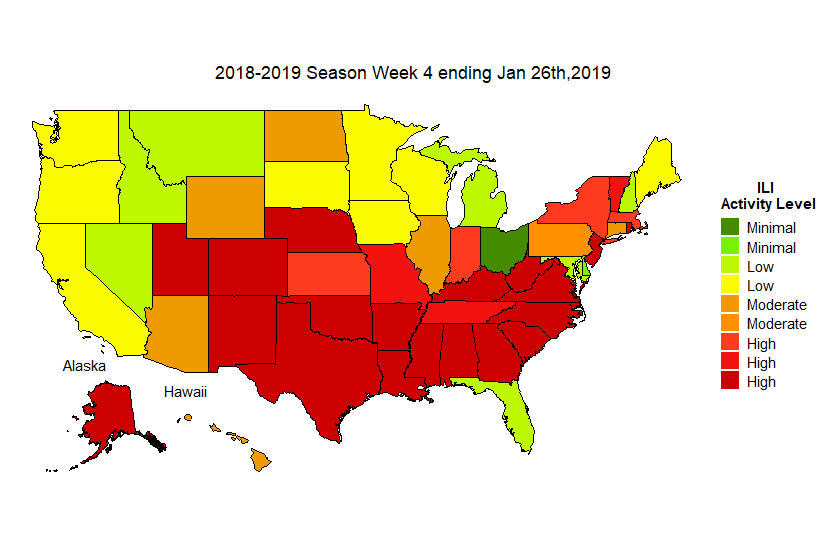 2018-2019 Season Week 4 ending Jan 26th,2019
ILI
Activity Level
Minimal
Minimal
Low
Low
Moderate
Moderate
High
High
High
Alaska
Hawaii